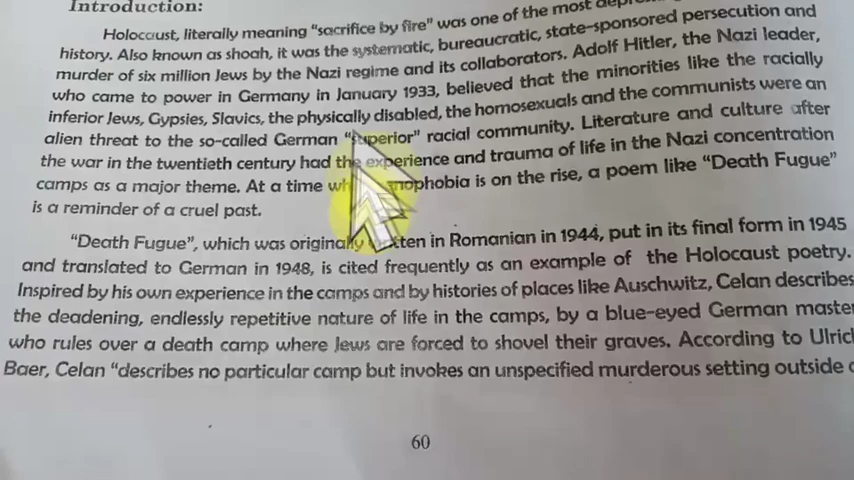 Introduction:
Holocaust, literally meaning “sacrifice by fire” was one of the most
history. Also known as shoah, it was the systematic, bureaucratic, state-sponsored persecution and
murder of six million Jews by the Nazi regime and its collaborators. Adolf Hitler, the Nazi leader,
who came to power in Germany in January 1933, believed that the minorities like the racially
inferior Jews, Gypsies, Slavics, the physically disabled, the homosexuals and the communists were an
alien threat to the so-called German “superior” racial community. Literature and culture after
the war in the twentieth century had the experience and trauma of life in the Nazi concentration
camps as a major theme. At a time is on the rise, a poem like “Death Fugue”
is a reminder of a cruel past.
“Death Fugue”, which was originally in Romanian in 1944, put in its final form in 1945
and translated to German in 1948, is cited frequently as an example of the Holocaust poetry.
Inspired by his own experience in the camps and by histories of places like Auschwitz, Celan describes
the deadening, endlessly repetitive nature of life in the camps, by a blue-eyed German master
who rules over a death camp where Jews are forced to shovel their graves. According to Ulrich
Baer, Celan “describes no particular camp but invokes an unspecified murderous setting outside
60